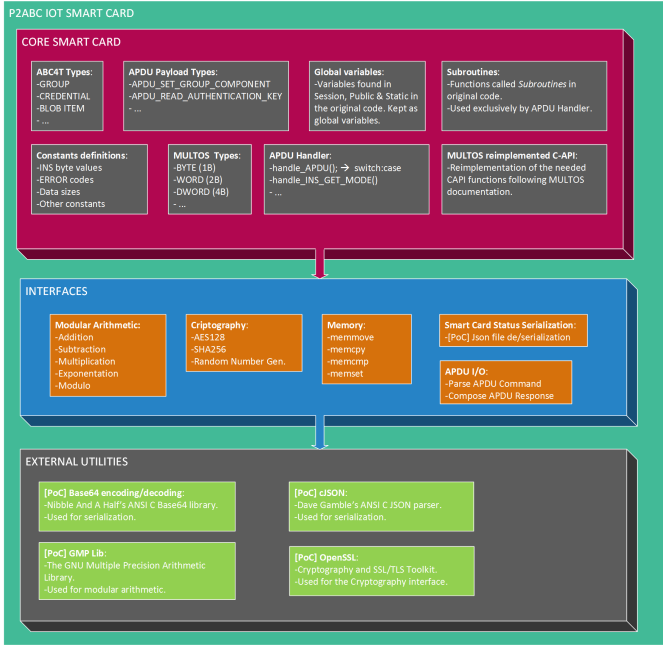 P2ABC IOT SMART CARD
CORE SMART CARD
ABC4T Types:
-GROUP
-CREDENTIAL
-BLOB ITEM
- ...
APDU Payload Types:
-APDU_SET_GROUP_COMPONENT
-APDU_READ_AUTHENTICATION_KEY
- ...
Global variables:
-Variables found in
Session, Public & Static in
the original code. Kept as
global variables.
Subroutines:
-Functions called Subroutines in
original code.
-Used exclusively by APDU Handler.
Constants definitions:
-INS byte values
-ERROR codes
-Data sizes
-Other constants
MULTOS Types:
-BYTE (1B)
-WORD (2B)
-DWORD (4B)
- ...
APDU Handler:
-handle_APDU(); → switch:case
-handle_INS_GET_MODE()
- ...
MULTOS reimplemented C-API:
-Reimplementation of the needed
CAPI functions following MULTOS
documentation.
INTERFACES
Modular Arithmetic:
-Addition
-Subtraction
-Multiplication
-Exponentation
-Modulo
Criptography:
-AES128
-SHA256
-Random Number Gen.
Memory:
-memmove
-memcpy
-memcmp
-memset
Smart Card Status Serialization:
-[PoC] Json file de/serialization
APDU I/O:
-Parse APDU Command
-Compose APDU Response
EXTERNAL UTILITIES
[PoC] Base64 encoding/decoding:
-Nibble And A Half's ANSI C Base64 library.
-Used for serialization.
[PoC] cJSON:
-Dave Gamble's ANSI C JSON parser.
-Used for serialization.
[PoC] GMP Lib:
-The GNU Multiple Precision Arithmetic
Library.
-Used for modular arithmetic.
[PoC] OpenSSL:
-Cryptography and SSL/TLS Toolkit.
-Used for the Cryptography interface.